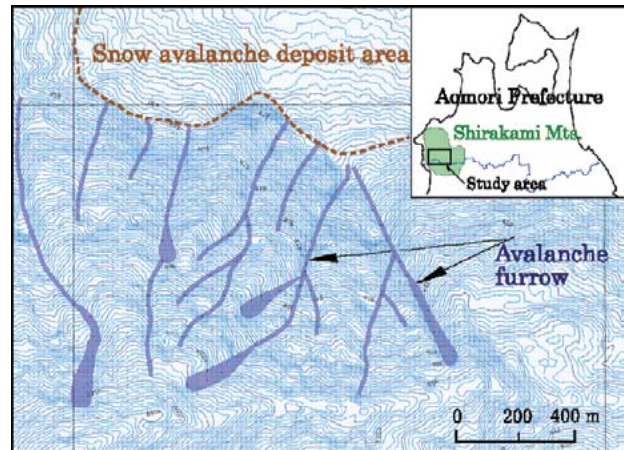 Snow avalanche deposit area
Aomori Prefecture
Shirakami Mts.
Study area
Avalanche
furrow
0 200 400 m